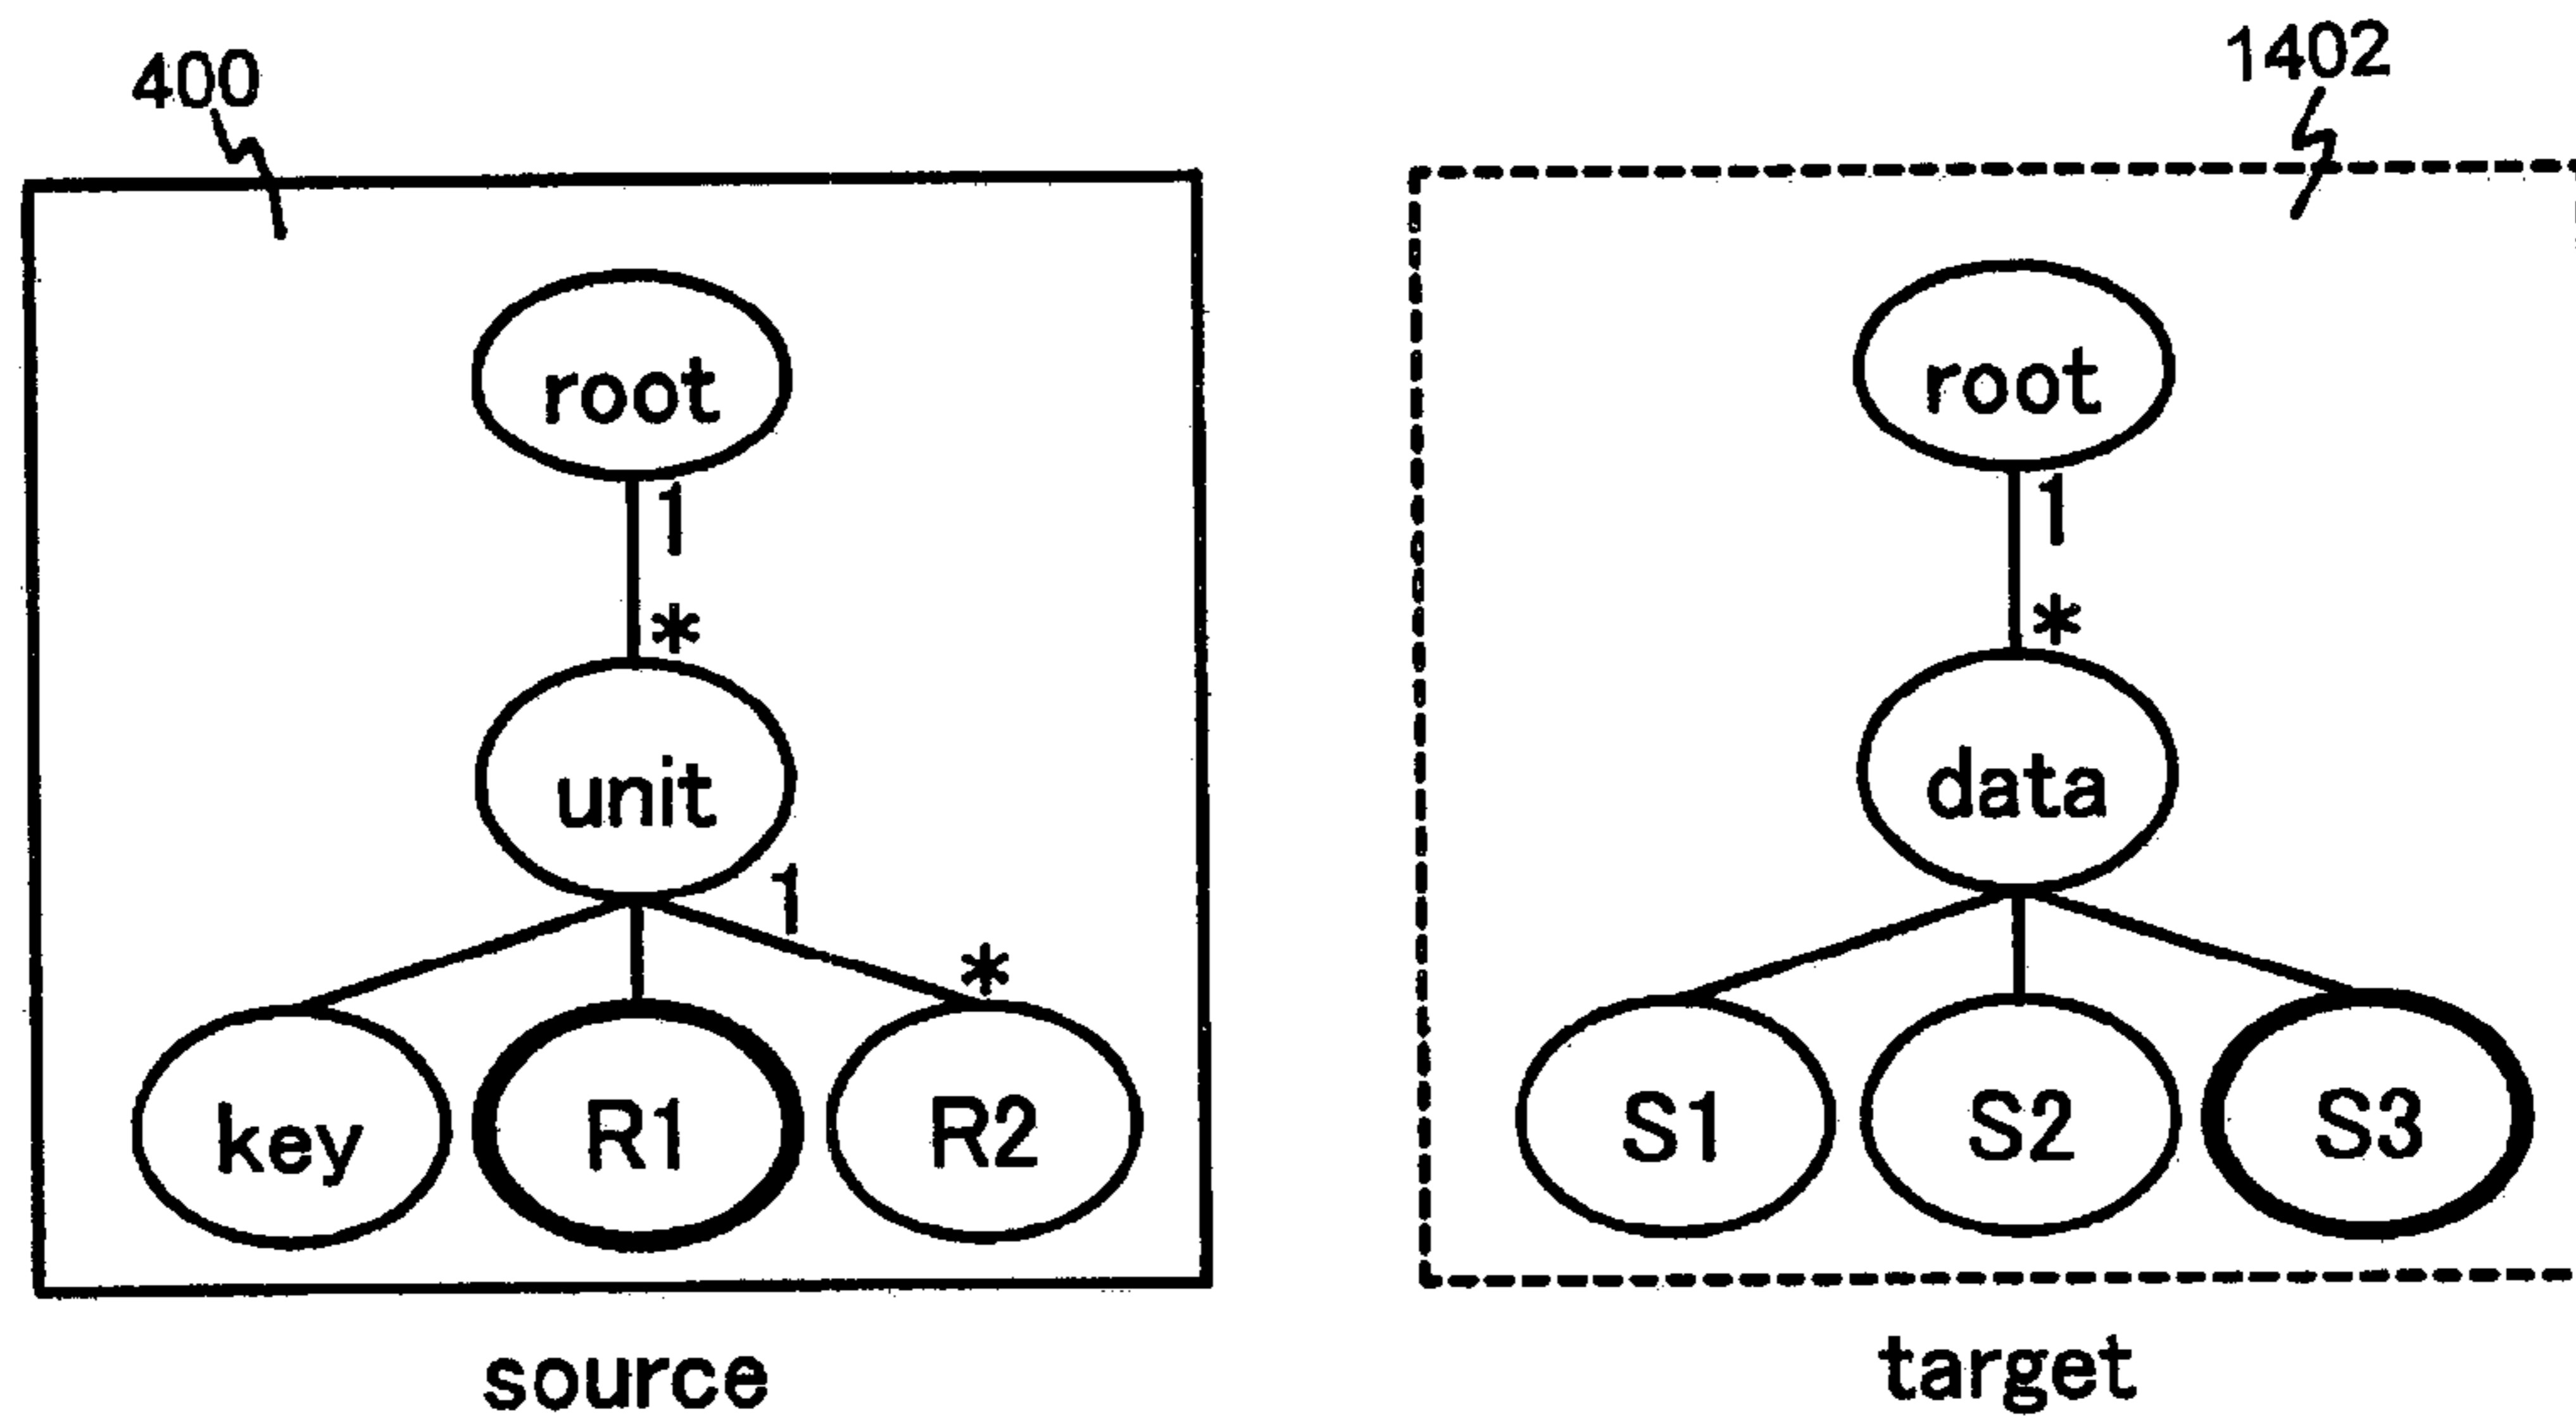 400
1402
root
1
*
unit
1
*
key
R1
R2
source
root
1
*
data
S1
S2
S3
target